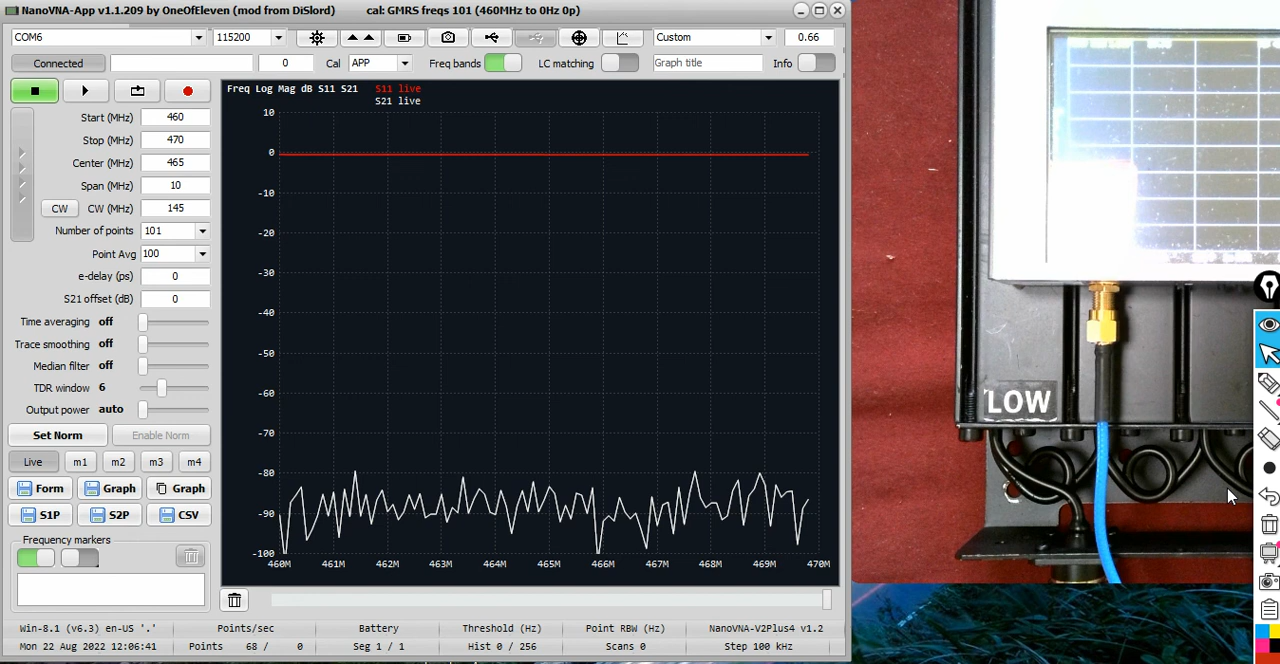 NanoVNA-App v1.1.209 by OneOfEleven (mod from DiSlord) cal: GMRS freqs 101 (460MHz to 0Hz 0p)
COM6 115200 Custom 0.66
Connected 0 Cal APP Freq bands LC matching Graph title Info
Freq Log Mag dB S11 S21 S11 live
S21 live
Start (MHz) 460
Stop (MHz) 470
Center (MHz) 465
Span (MHz) 10
CW CW (MHz) 145
Number of points 101
Point Avg 100
e-delay (ps) 0
S21 offset (dB) 0
Time averaging off
Trace smoothing off
Median filter off
TDR window 6
Output power auto
Set Norm Enable Norm
Live m1 m2 m3 m4
Form Graph Graph
S1P S2P CSV
Frequency markers
10
0
-10
-20
-30
-40
-50
-60
-70
-80
-90
-100
460M 461M 462M 463M 464M 465M 466M 467M 468M 469M 470M
Win-8.1 (v6.3) en-US '.' Points/sec Battery Threshold (Hz) Point RBW (Hz) NanoVNA-V2Plus4 v1.2
Mon 22 Aug 2022 12:06:41 Points 68 / 0 Seg 1 / 1 Hist 0 / 256 Scans 0 Step 100 kHz
LOW